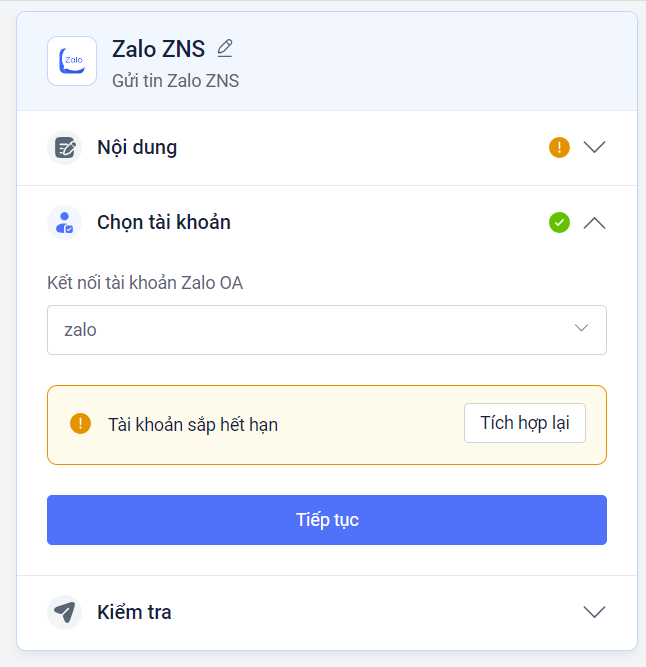 Zalo
Zalo ZNS
Gửi tin Zalo ZNS
Nội dung
Chọn tài khoản
Kết nối tài khoản Zalo OA
zalo
Tài khoản sắp hết hạn
Tích hợp lại
Tiếp tục
Kiểm tra